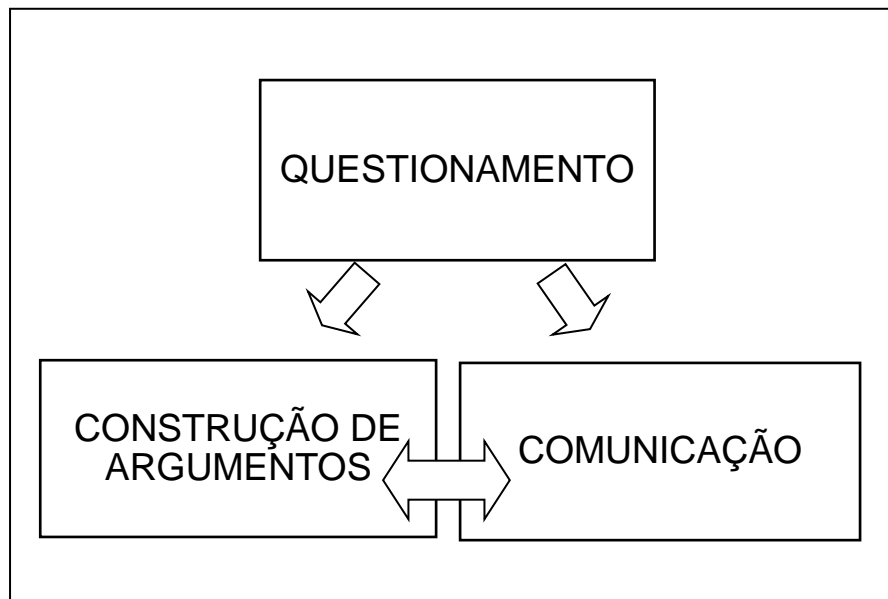 QUESTIONAMENTO
CONSTRUÇÃO DE
ARGUMENTOS
COMUNICAÇÃO